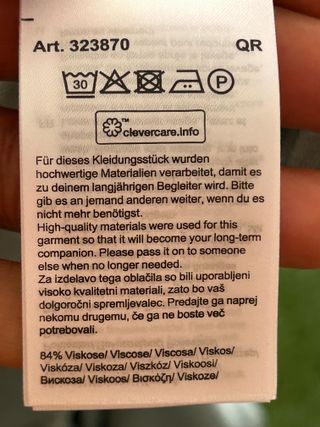 Art. 323870 QR
30 P
™
clevercare.info
Für dieses Kleidungsstück wurden
hochwertige Materialien verarbeitet, damit es
zu deinem langjährigen Begleiter wird. Bitte
gib es an jemand anderen weiter, wenn du es
nicht mehr benötigst.
High-quality materials were used for this
garment so that it will become your long-term
companion. Please pass it on to someone
else when no longer needed.
Za izdelavo tega oblačila so bili uporabljeni
visoko kvalitetni materiali, zato bo vaš
dolgoročni spremljevalec. Predajte ga naprej
nekomu drugemu, če ga ne boste več
potrebovali.
84% Viskose/ Viscose/ Viscosa/ Viskos/
Viskóza/ Viskoza/ Viszkóz/ Viskoosi/
Вискоза/ Viskoos/ Βισκόζη/ Viskoze/